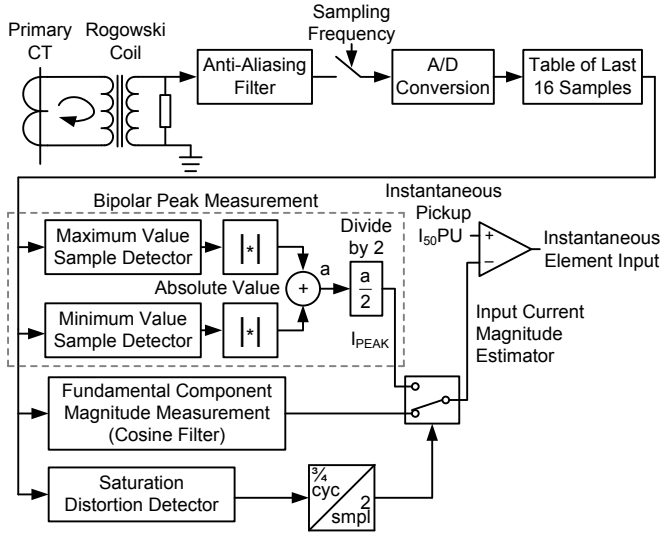 Primary
CT
Rogowski
Coil
Anti-Aliasing
Filter
Sampling
Frequency
A/D
Conversion
Table of Last
16 Samples
Bipolar Peak Measurement
Maximum Value
Sample Detector
|*|
Absolute Value
Minimum Value
Sample Detector
|*|
+
a
Divide
by 2
a
2
IPEAK
Instantaneous
Pickup
I50PU
+
–
Instantaneous
Element Input
Input Current
Magnitude
Estimator
Fundamental Component
Magnitude Measurement
(Cosine Filter)
Saturation
Distortion Detector
¾
cyc
2
smpl